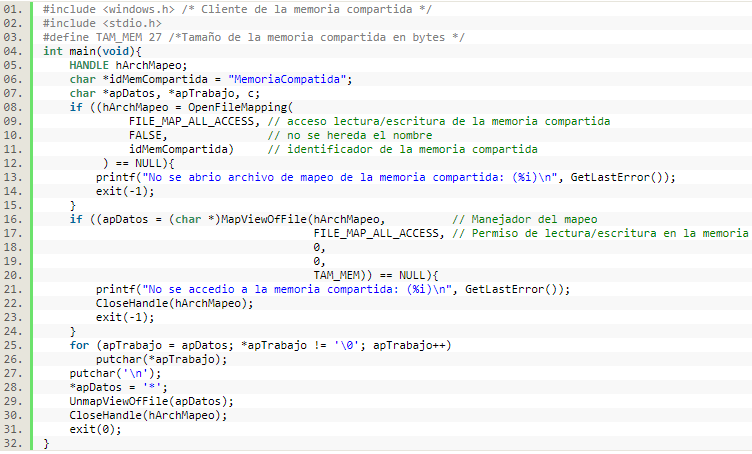 01. #include <windows.h> /* Cliente de la memoria compartida */
02. #include <stdio.h>
03. #define TAM_MEM 27 /*Tamaño de la memoria compartida en bytes */
04. int main(void){
05.     HANDLE hArchMapeo;
06.     char *idMemCompartida = "MemoriaCompatida";
07.     char *apDatos, *apTrabajo, c;
08.     if ((hArchMapeo = OpenFileMapping(
09.              FILE_MAP_ALL_ACCESS, // acceso lectura/escritura de la memoria compartida
10.              FALSE,               // no se hereda el nombre
11.              idMemCompartida)     // identificador de la memoria compartida
12.          ) == NULL){
13.         printf("No se abrio archivo de mapeo de la memoria compartida: (%i)\n", GetLastError());
14.         exit(-1);
15.     }
16.     if ((apDatos = (char *)MapViewOfFile(hArchMapeo,          // Manejador del mapeo
17.                                          FILE_MAP_ALL_ACCESS, // Permiso de lectura/escritura en la memoria
18.                                          0,
19.                                          0,
20.                                          TAM_MEM)) == NULL){
21.         printf("No se accedio a la memoria compartida: (%i)\n", GetLastError());
22.         CloseHandle(hArchMapeo);
23.         exit(-1);
24.     }
25.     for (apTrabajo = apDatos; *apTrabajo != '\0'; apTrabajo++)
26.         putchar(*apTrabajo);
27.     putchar('\n');
28.     *apDatos = '*';
29.     UnmapViewOfFile(apDatos);
30.     CloseHandle(hArchMapeo);
31.     exit(0);
32. }